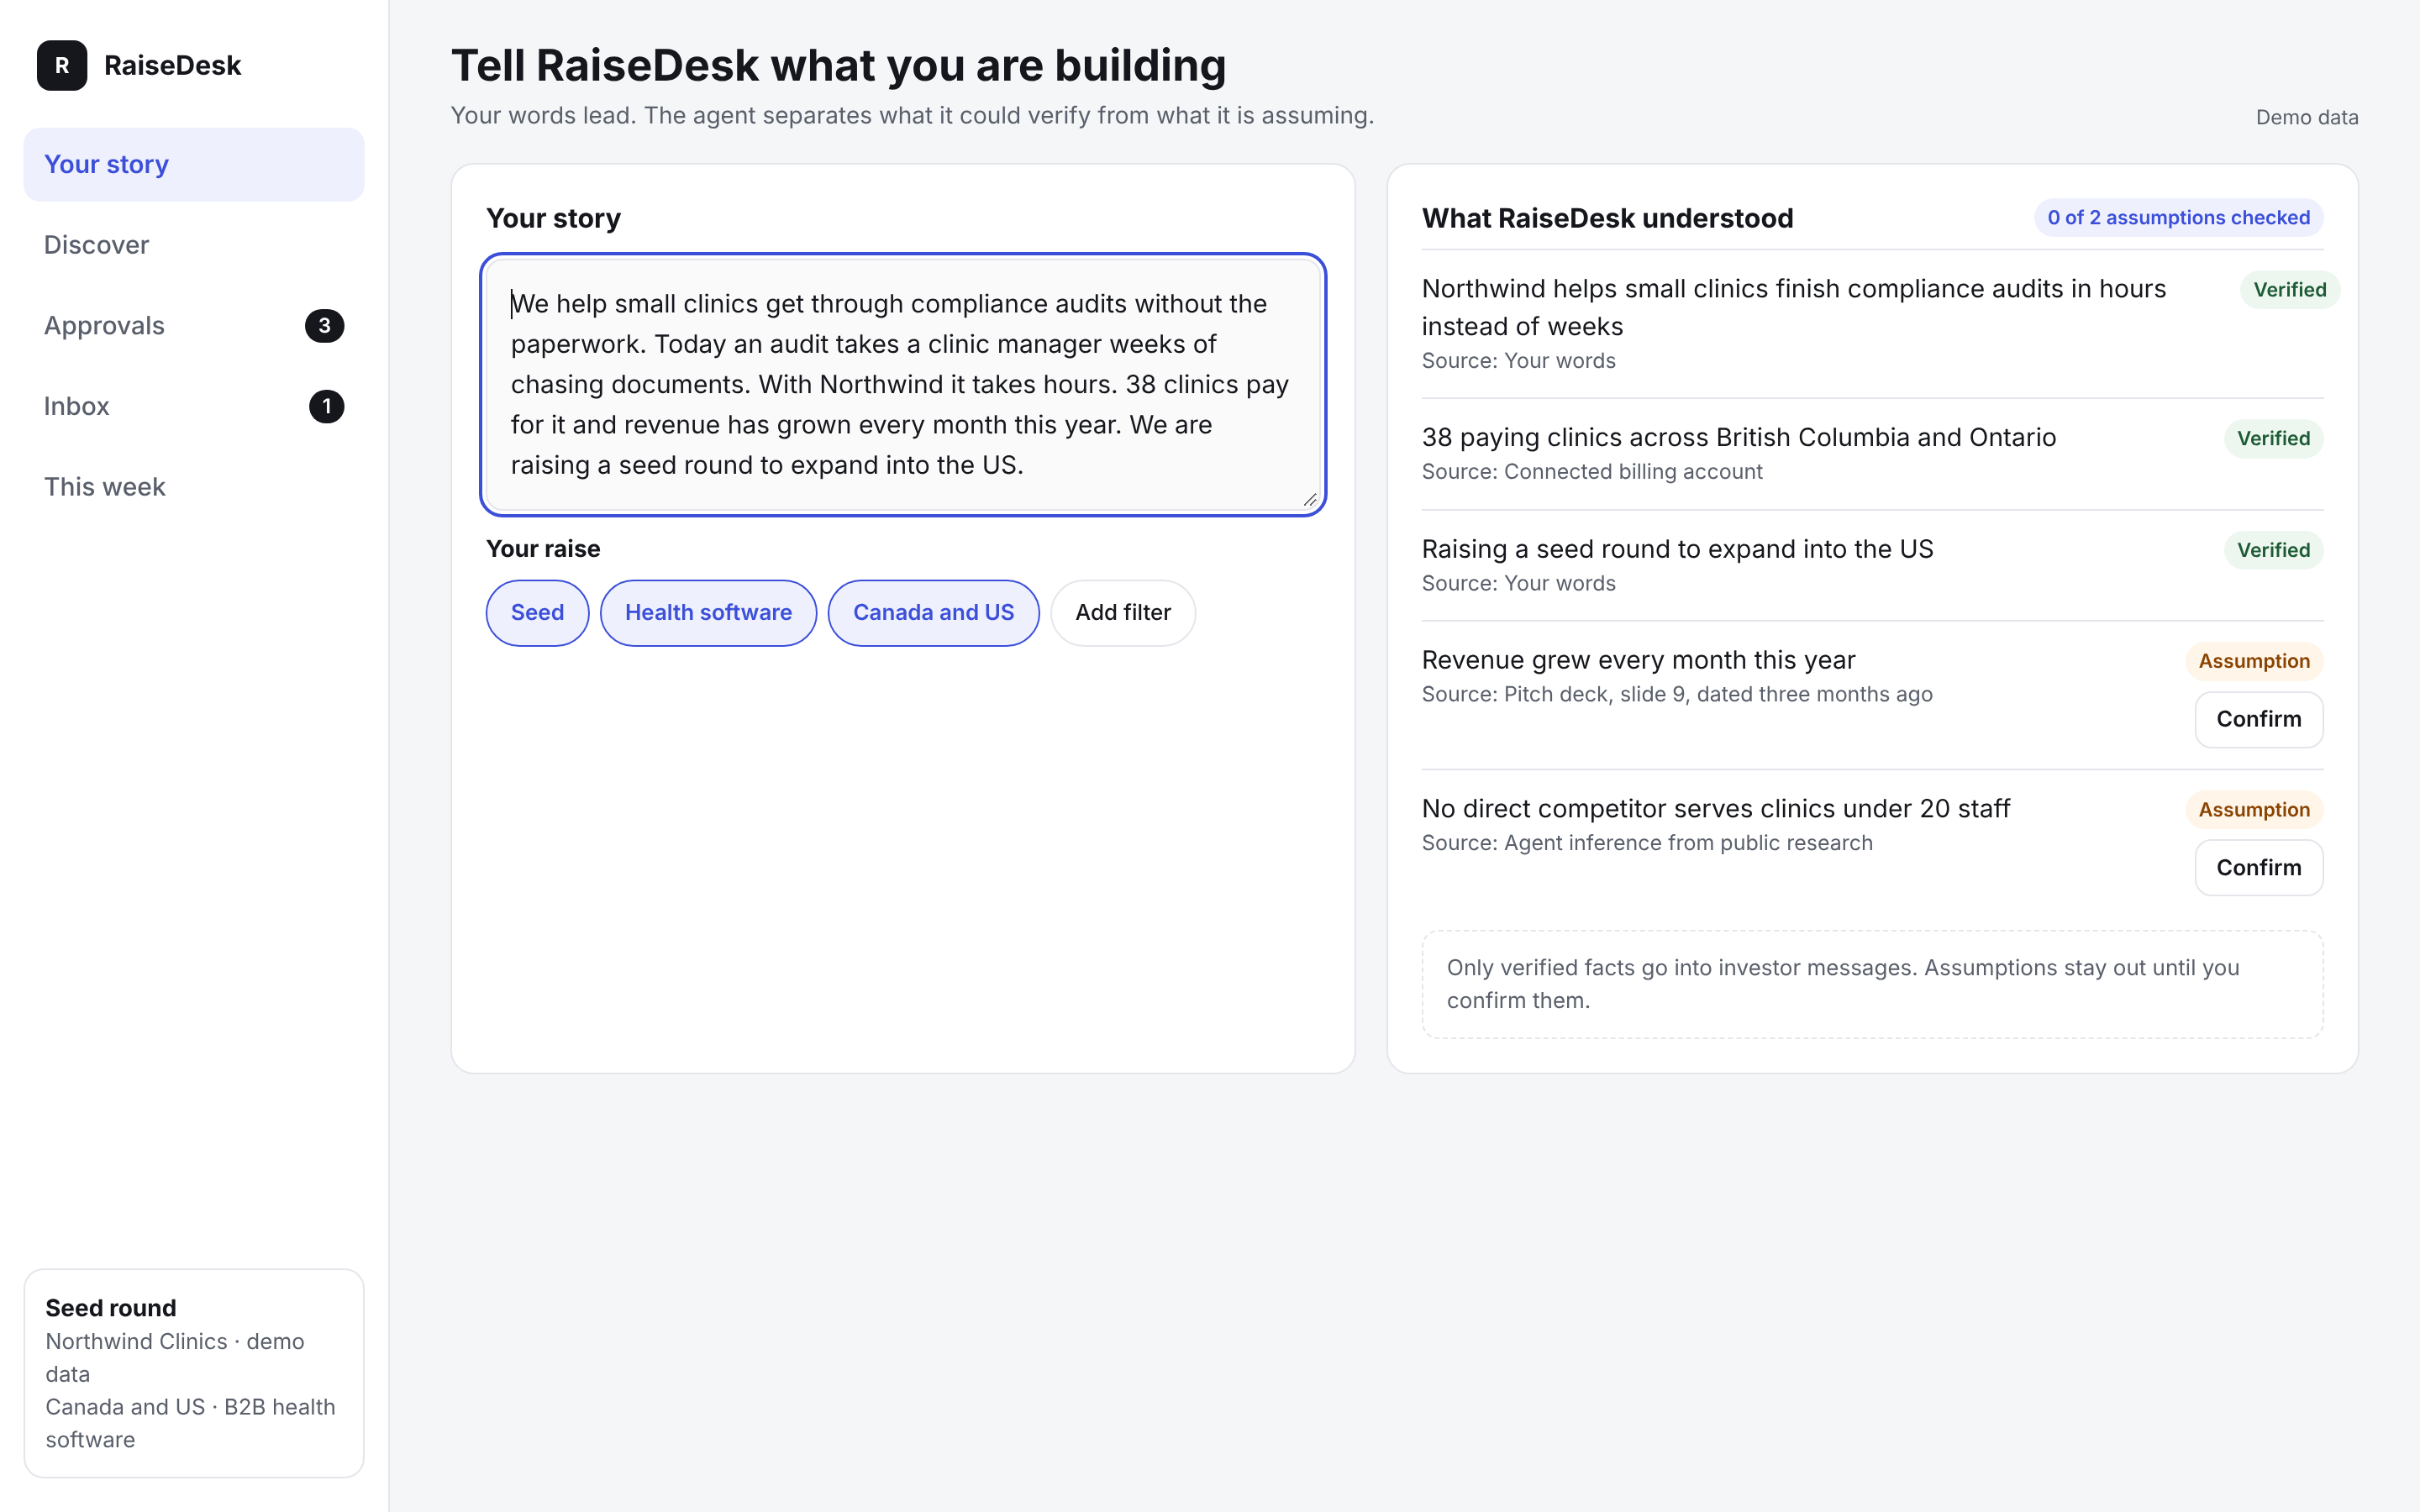 R
RaiseDesk
Your story
Discover
Approvals
3
Inbox
1
This week
Seed round
Northwind Clinics · demo
data
Canada and US · B2B health
software
Tell RaiseDesk what you are building
Your words lead. The agent separates what it could verify from what it is assuming.
Demo data
Your story
We help small clinics get through compliance audits without the
paperwork. Today an audit takes a clinic manager weeks of
chasing documents. With Northwind it takes hours. 38 clinics pay
for it and revenue has grown every month this year. We are
raising a seed round to expand into the US.
Your raise
Seed
Health software
Canada and US
Add filter
What RaiseDesk understood
0 of 2 assumptions checked
Northwind helps small clinics finish compliance audits in hours
instead of weeks
Source: Your words
Verified
38 paying clinics across British Columbia and Ontario
Source: Connected billing account
Verified
Raising a seed round to expand into the US
Source: Your words
Verified
Revenue grew every month this year
Source: Pitch deck, slide 9, dated three months ago
Assumption
Confirm
No direct competitor serves clinics under 20 staff
Source: Agent inference from public research
Assumption
Confirm
Only verified facts go into investor messages. Assumptions stay out until you
confirm them.